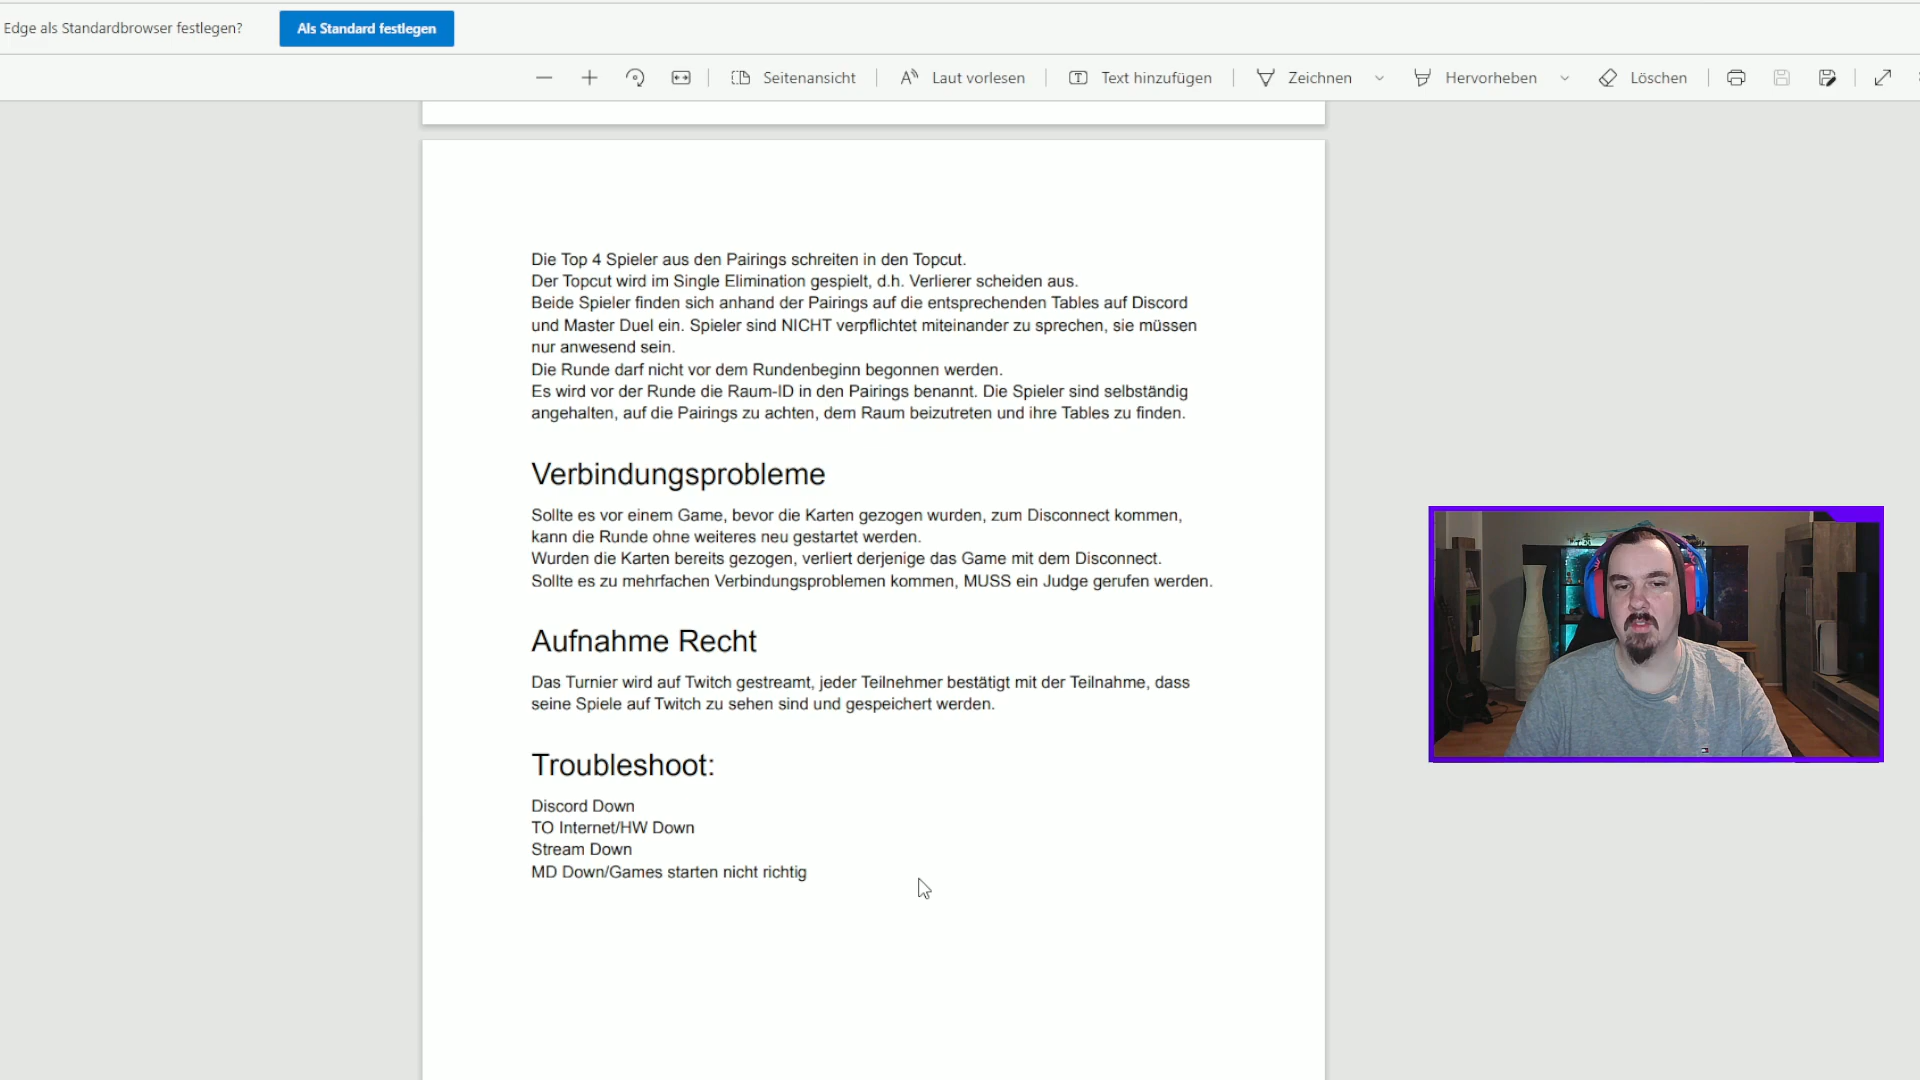 Edge als Standardbrowser festlegen?
Als Standard festlegen
Seitenansicht
Laut vorlesen
Text hinzufügen
Zeichnen
Hervorheben
Löschen
Die Top 4 Spieler aus den Pairings schreiten in den Topcut.
Der Topcut wird im Single Elimination gespielt, d.h. Verlierer scheiden aus.
Beide Spieler finden sich anhand der Pairings auf die entsprechenden Tables auf Discord
und Master Duel ein. Spieler sind NICHT verpflichtet miteinander zu sprechen, sie müssen
nur anwesend sein.
Die Runde darf nicht vor dem Rundenbeginn begonnen werden.
Es wird vor der Runde die Raum-ID in den Pairings benannt. Die Spieler sind selbständig
angehalten, auf die Pairings zu achten, dem Raum beizutreten und ihre Tables zu finden.
Verbindungsprobleme
Sollte es vor einem Game, bevor die Karten gezogen wurden, zum Disconnect kommen,
kann die Runde ohne weiteres neu gestartet werden.
Wurden die Karten bereits gezogen, verliert derjenige das Game mit dem Disconnect.
Sollte es zu mehrfachen Verbindungsproblemen kommen, MUSS ein Judge gerufen werden.
Aufnahme Recht
Das Turnier wird auf Twitch gestreamt, jeder Teilnehmer bestätigt mit der Teilnahme, dass
seine Spiele auf Twitch zu sehen sind und gespeichert werden.
Troubleshoot:
Discord Down
TO Internet/HW Down
Stream Down
MD Down/Games starten nicht richtig